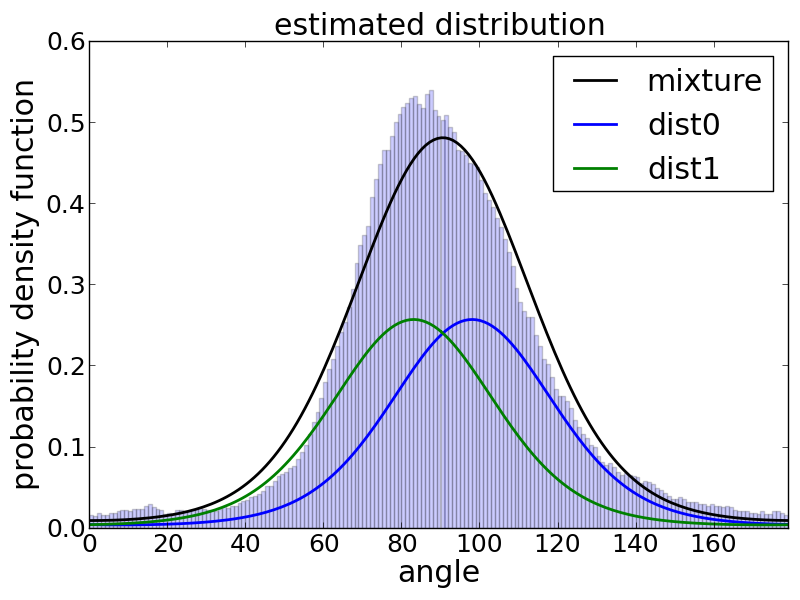 estimated distribution
probability density function
0.6
0.5
0.4
0.3
0.2
0.1
0.0
mixture
dist0
dist1
0 20 40 60 80 100 120 140 160
angle